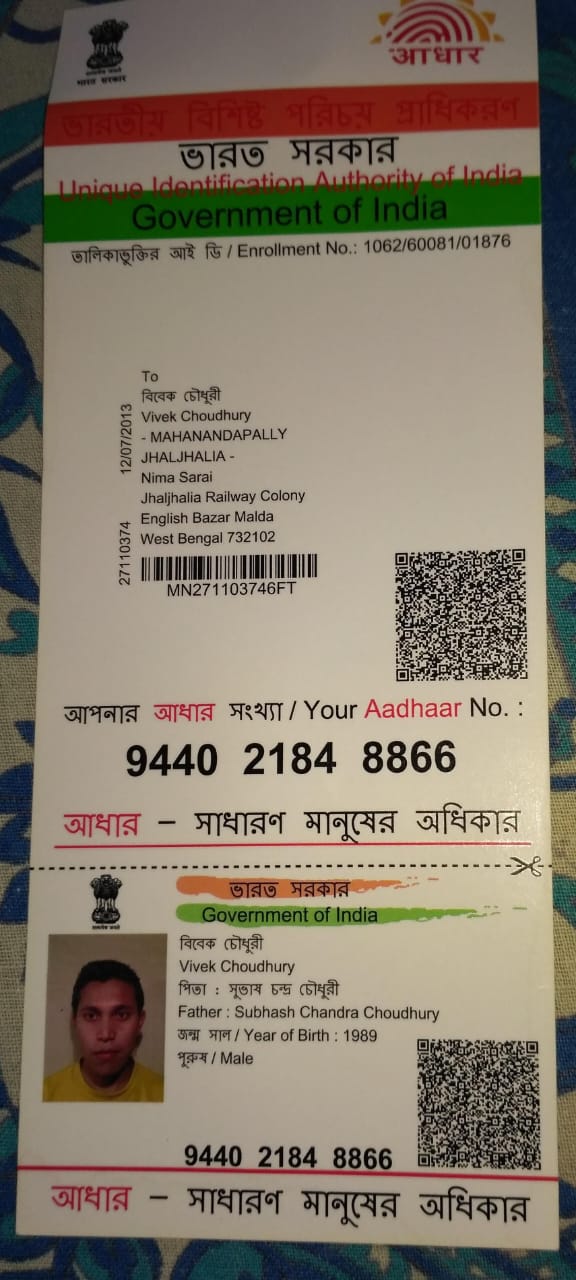 भारत सरकार
आधार
ভারতীয় বিশিষ্ট পরিচয় প্রাধিকরণ
ভারত সরকার
Unique Identification Authority of India
Government of India
তালিকাভুক্তির আই ডি / Enrollment No.: 1062/60081/01876
To
বিবেক চৌধুরী
Vivek Choudhury
- MAHANANDAPALLY
JHALJHALIA -
Nima Sarai
Jhaljhalia Railway Colony
English Bazar Malda
West Bengal 732102
12/07/2013
27110374
MN271103746FT
আপনার আধার সংখ্যা / Your Aadhaar No. :
9440 2184 8866
আধার – সাধারণ মানুষের অধিকার
ভারত সরকার
Government of India
বিবেক চৌধুরী
Vivek Choudhury
পিতা : সুভাষ চন্দ্র চৌধুরী
Father : Subhash Chandra Choudhury
জন্ম সাল / Year of Birth : 1989
পুরুষ / Male
9440 2184 8866
আধার – সাধারণ মানুষের অধিকার